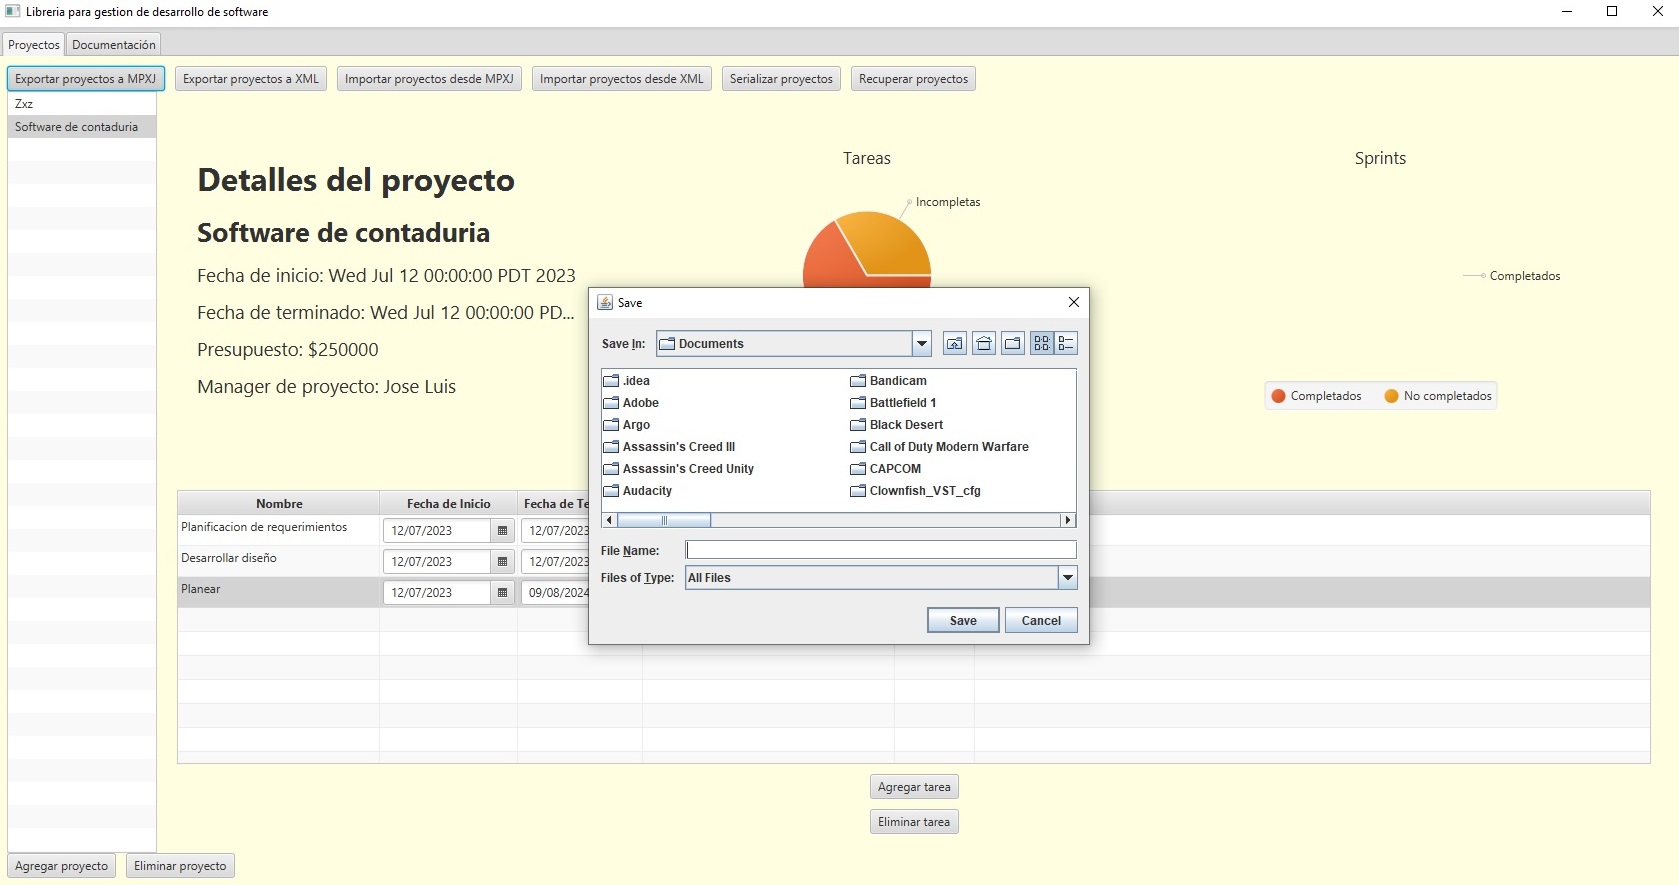 Libreria para gestion de desarrollo de software
Proyectos Documentación
Exportar proyectos a MPXJ Exportar proyectos a XML Importar proyectos desde MPXJ Importar proyectos desde XML Serializar proyectos Recuperar proyectos
Zxz
Software de contaduria
Detalles del proyecto
Software de contaduria
Fecha de inicio: Wed Jul 12 00:00:00 PDT 2023
Fecha de terminado: Wed Jul 12 00:00:00 PD...
Presupuesto: $250000
Manager de proyecto: Jose Luis
Tareas
Incompletas
Sprints
Completados
Completados No completados
Save
Save In: Documents
.idea Bandicam
Adobe Battlefield 1
Argo Black Desert
Assassin's Creed III Call of Duty Modern Warfare
Assassin's Creed Unity CAPCOM
Audacity Clownfish_VST_cfg
File Name:
Files of Type: All Files
Save Cancel
Nombre Fecha de Inicio Fecha de Te
Planificacion de requerimientos 12/07/2023 12/07/2023
Desarrollar diseño 12/07/2023 12/07/2023
Planear 12/07/2023 09/08/2024
Agregar tarea
Eliminar tarea
Agregar proyecto Eliminar proyecto